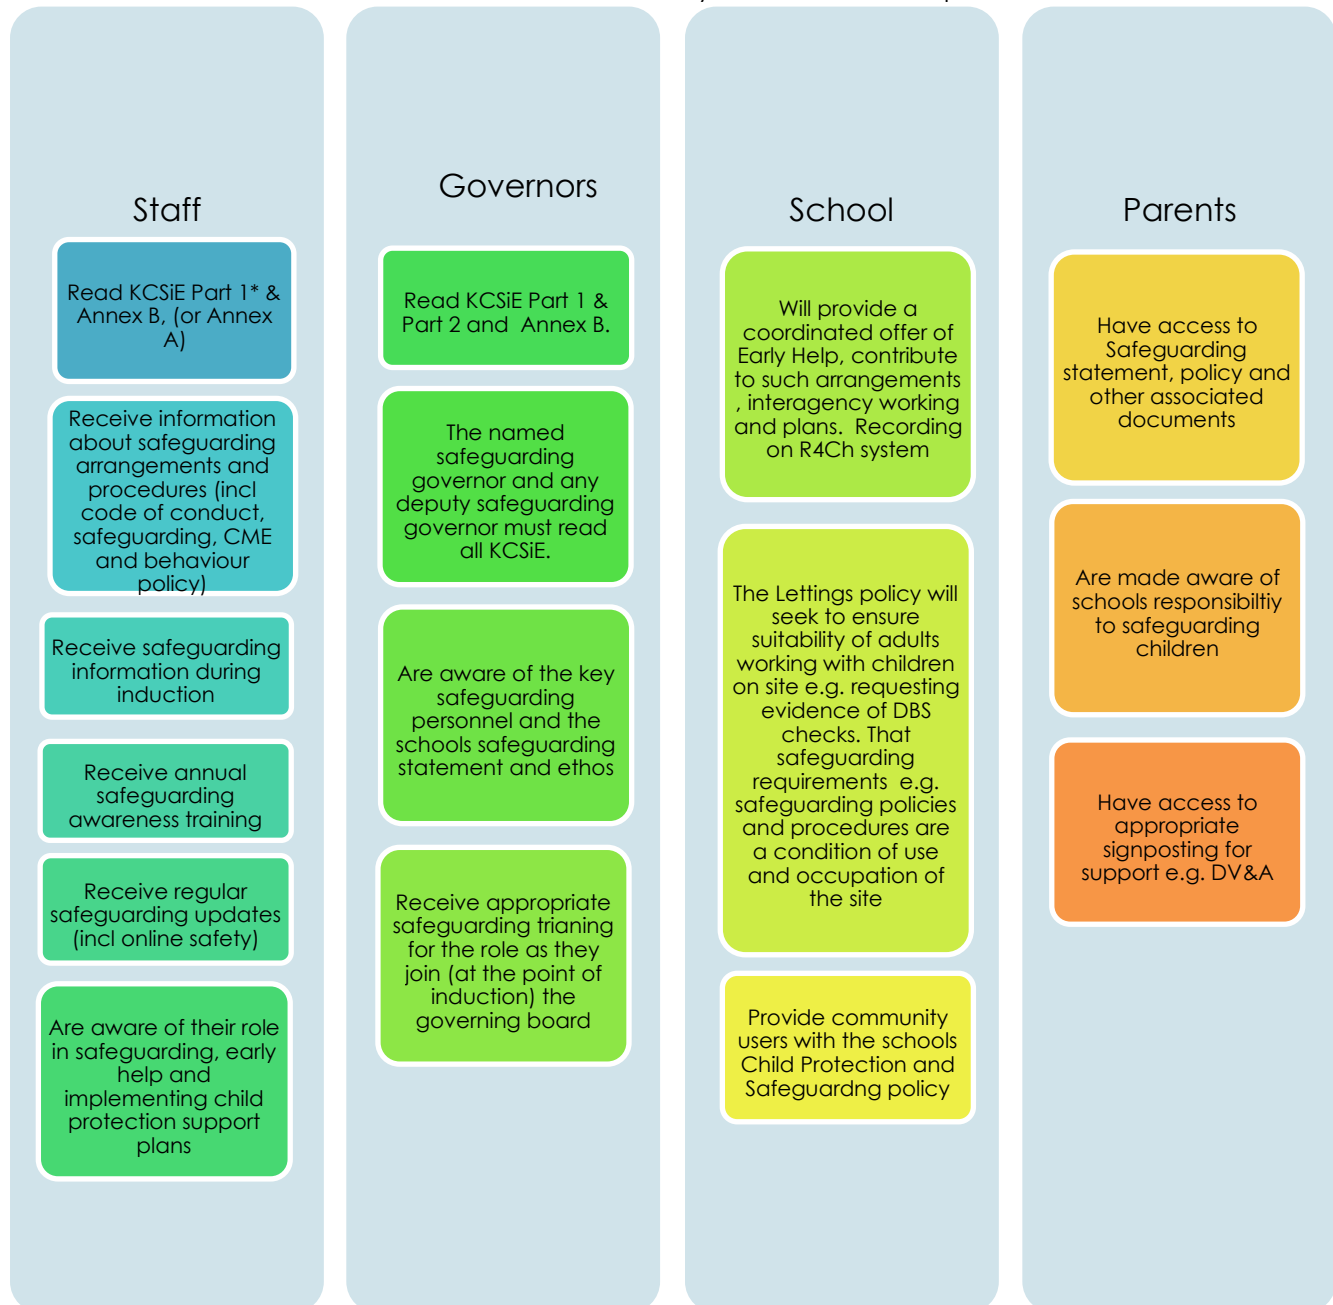 Staff
Read KCSiE Part 1* &
Annex B, (or Annex
A)
Receive information
about safeguarding
arrangements and
procedures (incl
code of conduct,
safeguarding, CME
and behaviour
policy)
Receive safeguarding
information during
induction
Receive annual
safeguarding
awareness training
Receive regular
safeguarding updates
(incl online safety)
Are aware of their role
in safeguarding, early
help and
implementing child
protection support
plans
Governors
Read KCSiE Part 1 &
Part 2 and  Annex B.
The named
safeguarding
governor and any
deputy safeguarding
governor must read
all KCSiE.
Are aware of the key
safeguarding
personnel and the
schools safeguarding
statement and ethos
Receive appropriate
safeguarding trianing
for the role as they
join (at the point of
induction) the
governing board
School
Will provide a
coordinated offer of
Early Help, contribute
to such arrangements
, interagency working
and plans.  Recording
on R4Ch system
The Lettings policy will
seek to ensure
suitability of adults
working with children
on site e.g. requesting
evidence of DBS
checks. That
safeguarding
requirements  e.g.
safeguarding policies
and procedures are
a condition of use
and occupation of
the site
Provide community
users with the schools
Child Protection and
Safeguardng policy
Parents
Have access to
Safeguarding
statement, policy and
other associated
documents
Are made aware of
schools responsibiltiy
to safeguarding
children
Have access to
appropriate
signposting for
support e.g. DV&A